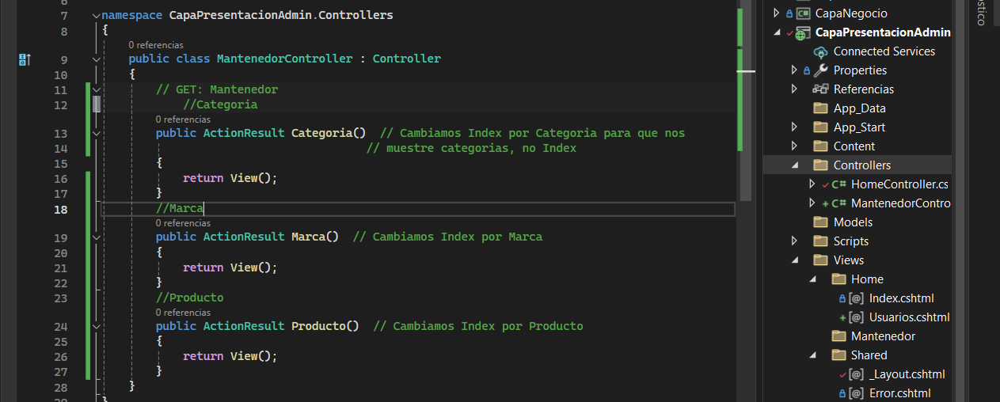 7 namespace CapaPresentacionAdmin.Controllers
8 {
0 referencias
9 public class MantenedorController : Controller
10 {
11 // GET: Mantenedor
12 //Categoria
0 referencias
13 public ActionResult Categoria() // Cambiamos Index por Categoria para que nos
14 // muestre categorias, no Index
15 {
16 return View();
17 }
18 //Marca
0 referencias
19 public ActionResult Marca() // Cambiamos Index por Marca
20 {
21 return View();
22 }
23 //Producto
0 referencias
24 public ActionResult Producto() // Cambiamos Index por Producto
25 {
26 return View();
27 }
28 }
CapaNegocio
CapaPresentacionAdmin
Connected Services
Properties
Referencias
App_Data
App_Start
Content
Controllers
C# HomeController.cs
C# MantenedorContro
Models
Scripts
Views
Home
[@] Index.cshtml
[@] Usuarios.cshtml
Mantenedor
Shared
[@] _Layout.cshtml
[@] Error.cshtml